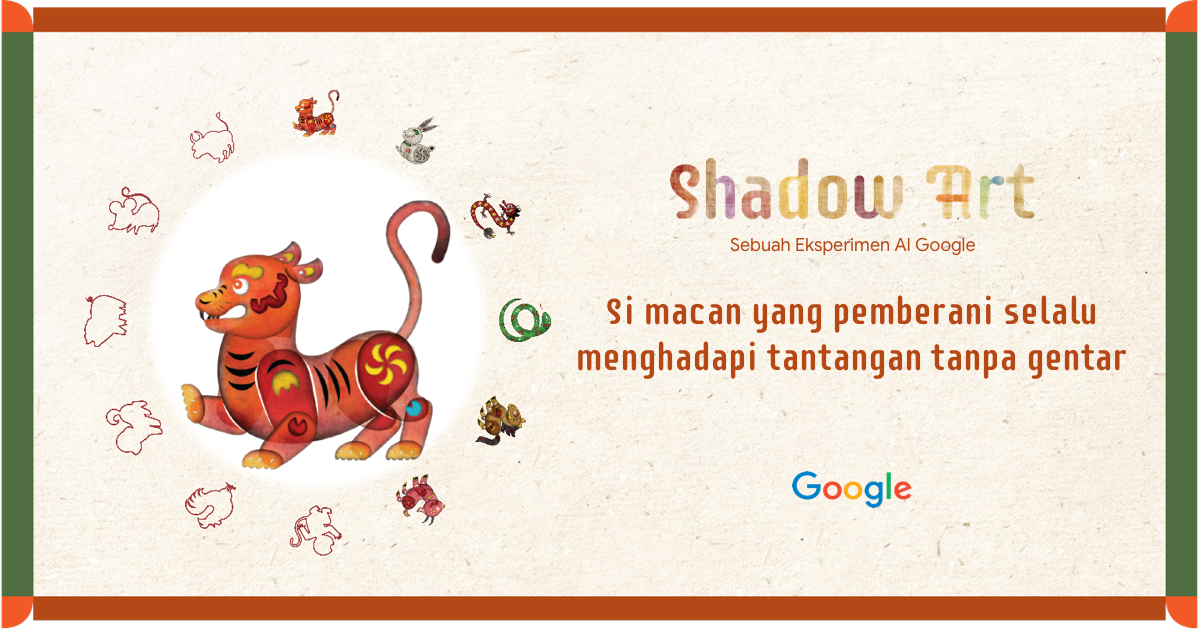 Shadow Art
Sebuah Eksperimen AI Google
Si macan yang pemberani selalu
menghadapi tantangan tanpa gentar
Google